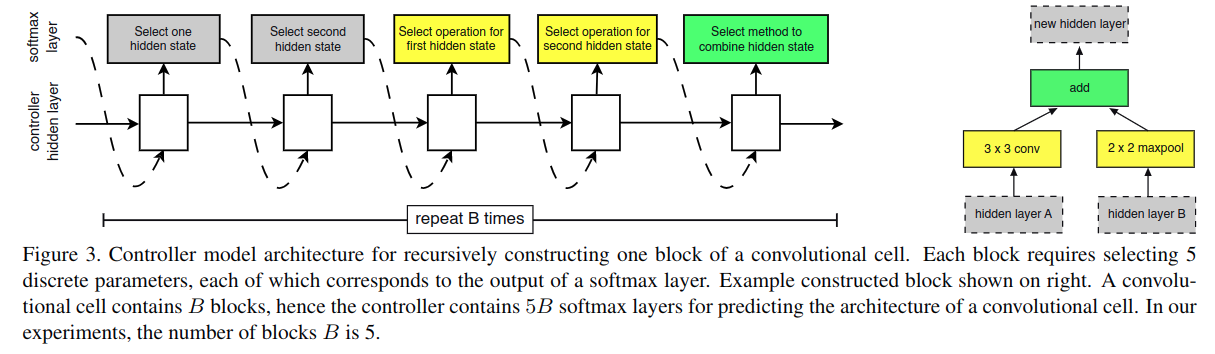 softmax
layer
controller
hidden layer
Select one
hidden state
Select second
hidden state
Select operation for
first hidden state
Select operation for
second hidden state
Select method to
combine hidden state
repeat B times
new hidden layer
add
3 x 3 conv
2 x 2 maxpool
hidden layer A
hidden layer B
Figure 3. Controller model architecture for recursively constructing one block of a convolutional cell. Each block requires selecting 5
discrete parameters, each of which corresponds to the output of a softmax layer. Example constructed block shown on right. A convolu-
tional cell contains B blocks, hence the controller contains 5B softmax layers for predicting the architecture of a convolutional cell. In our
experiments, the number of blocks B is 5.